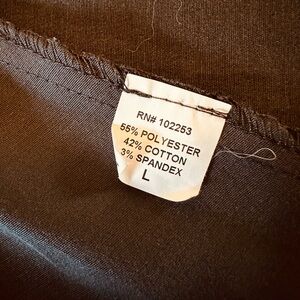 RN# 102253
55% POLYESTER
42% COTTON
3% SPANDEX
L